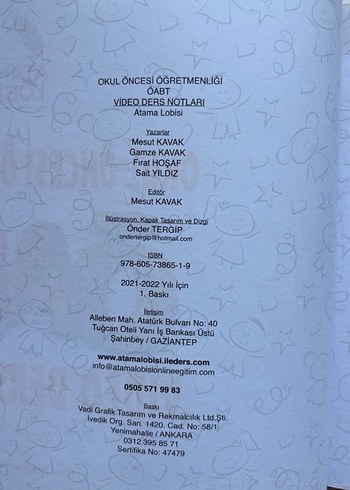 OKUL ÖNCESİ ÖĞRETMENLİĞİ
ÖABT
VİDEO DERS NOTLARI
Atama Lobisi
Yazarlar
Mesut KAVAK
Gamze KAVAK
Fırat HOŞAF
Sait YILDIZ
Editör
Mesut KAVAK
İllüstrasyon, Kapak Tasarım ve Dizgi
Önder TERGİP
ondertergip@hotmail.com
ISBN
978-605-73865-1-9
2021-2022 Yılı İçin
1. Baskı
İletişim
Alleben Mah. Atatürk Bulvarı No: 40
Tuğcan Oteli Yanı İş Bankası Üstü
Şahinbey / GAZİANTEP
www.atamalobisi.ileders.com
info@atamalobisionlineegitim.com
0505 571 99 83
Baskı
Vadi Grafik Tasarım ve Reklamcılık Ltd.Şti.
İvedik Org. San. 1420. Cad. No: 58/1
Yenimahalle / ANKARA
0312 395 85 71
Sertifika No: 47479